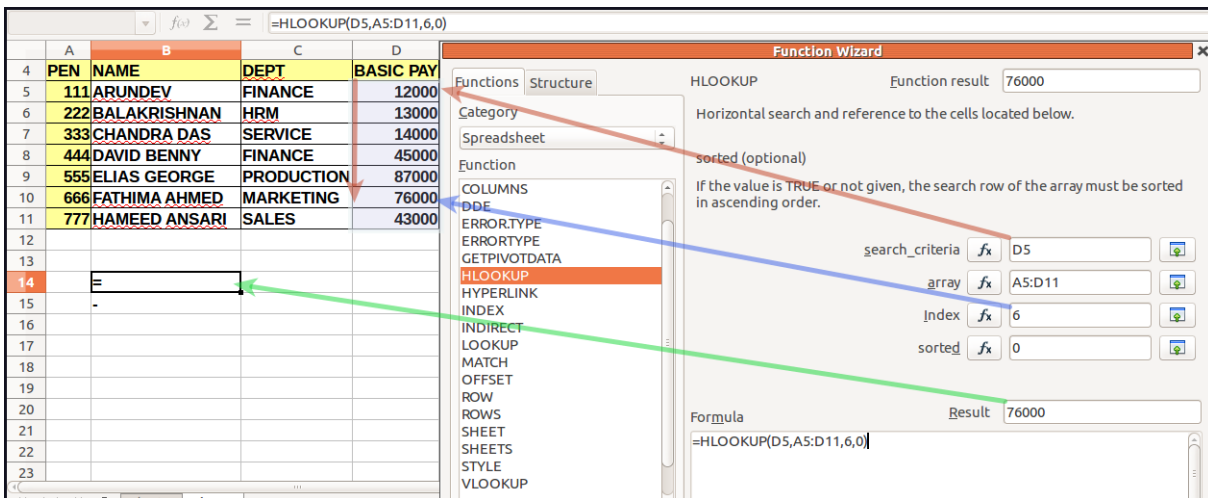 f(x) Σ = =HLOOKUP(D5,A5:D11,6,0)
A B C D
4 PEN NAME DEPT BASIC PAY
5 111 ARUNDEV FINANCE 12000
6 222 BALAKRISHNAN HRM 13000
7 333 CHANDRA DAS SERVICE 14000
8 444 DAVID BENNY FINANCE 45000
9 555 ELIAS GEORGE PRODUCTION 87000
10 666 FATHIMA AHMED MARKETING 76000
11 777 HAMEED ANSARI SALES 43000
12
13
14 =
15 -
16
17
18
19
20
21
22
23
Function Wizard
Functions Structure
Category
Spreadsheet
Function
COLUMNS
DDE
ERROR.TYPE
ERRORTYPE
GETPIVOTDATA
HLOOKUP
HYPERLINK
INDEX
INDIRECT
LOOKUP
MATCH
OFFSET
ROW
ROWS
SHEET
SHEETS
STYLE
VLOOKUP
HLOOKUP Function result 76000
Horizontal search and reference to the cells located below.
sorted (optional)
If the value is TRUE or not given, the search row of the array must be sorted
in ascending order.
search_criteria fx D5
array fx A5:D11
Index fx 6
sorted fx 0
Formula Result 76000
=HLOOKUP(D5,A5:D11,6,0)